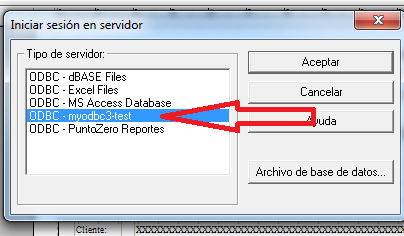 Iniciar sesión en servidor
Tipo de servidor:
ODBC - dBASE Files
ODBC - Excel Files
ODBC - MS Access Database
ODBC - myodbc3-test
ODBC - PuntoZero Reportes
Aceptar
Cancelar
Ayuda
Archivo de base de datos...
Cliente: